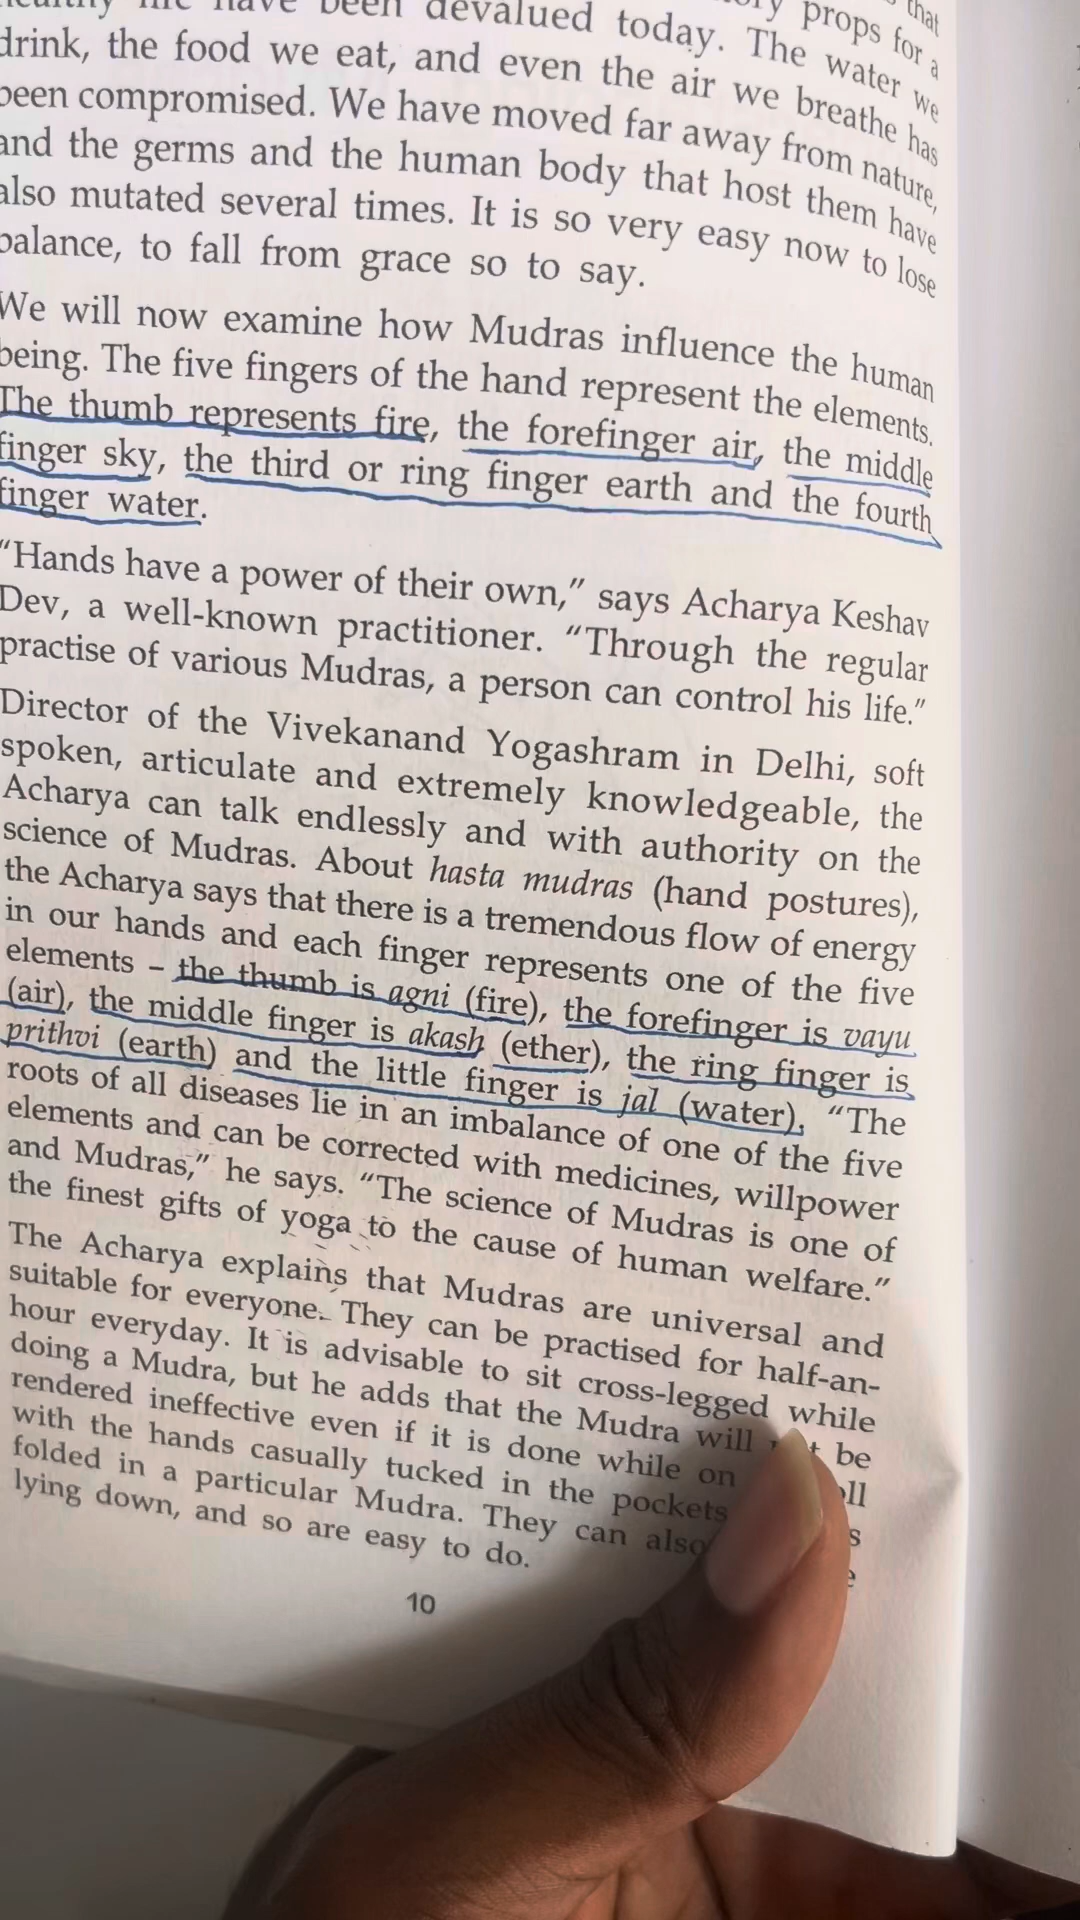 healthy life have been devalued today. The water we
drink, the food we eat, and even the air we breathe has
been compromised. We have moved far away from nature,
and the germs and the human body that host them have
also mutated several times. It is so very easy now to lose
balance, to fall from grace so to say.
We will now examine how Mudras influence the human
being. The five fingers of the hand represent the elements.
The thumb represents fire, the forefinger air, the middle
finger sky, the third or ring finger earth and the fourth
finger water.
"Hands have a power of their own," says Acharya Keshav
Dev, a well-known practitioner. "Through the regular
practise of various Mudras, a person can control his life."
Director of the Vivekanand Yogashram in Delhi, soft
spoken, articulate and extremely knowledgeable, the
Acharya can talk endlessly and with authority on the
science of Mudras. About hasta mudras (hand postures),
the Acharya says that there is a tremendous flow of energy
in our hands and each finger represents one of the five
elements – the thumb is agni (fire), the forefinger is vayu
(air), the middle finger is akash (ether), the ring finger is
prithvi (earth) and the little finger is jal (water). "The
roots of all diseases lie in an imbalance of one of the five
elements and can be corrected with medicines, willpower
and Mudras," he says. "The science of Mudras is one of
the finest gifts of yoga to the cause of human welfare."
The Acharya explains that Mudras are universal and
suitable for everyone. They can be practised for half-an-
hour everyday. It is advisable to sit cross-legged while
doing a Mudra, but he adds that the Mudra will be
rendered ineffective even if it is done while on
with the hands casually tucked in the pockets
folded in a particular Mudra. They can also
lying down, and so are easy to do.
10